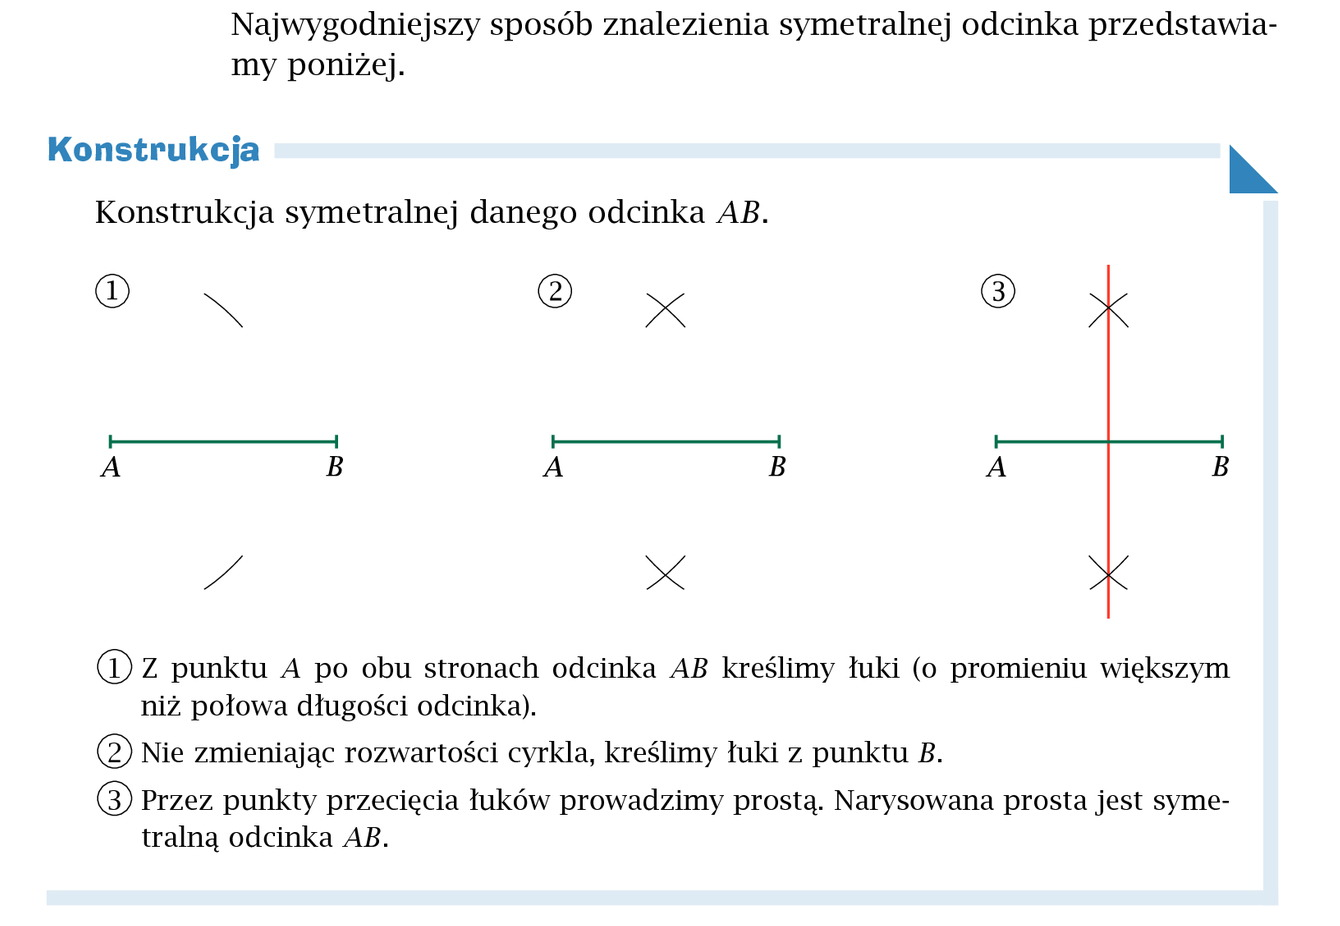 Najwygodniejszy sposób znalezienia symetralnej odcinka przedstawia-
my poniżej.
Konstrukcja
Konstrukcja symetralnej danego odcinka AB.
① ② ③
A B A B A B
① Z punktu A po obu stronach odcinka AB kreślimy łuki (o promieniu większym
niż połowa długości odcinka).
② Nie zmieniając rozwartości cyrkla, kreślimy łuki z punktu B.
③ Przez punkty przecięcia łuków prowadzimy prostą. Narysowana prosta jest syme-
tralną odcinka AB.